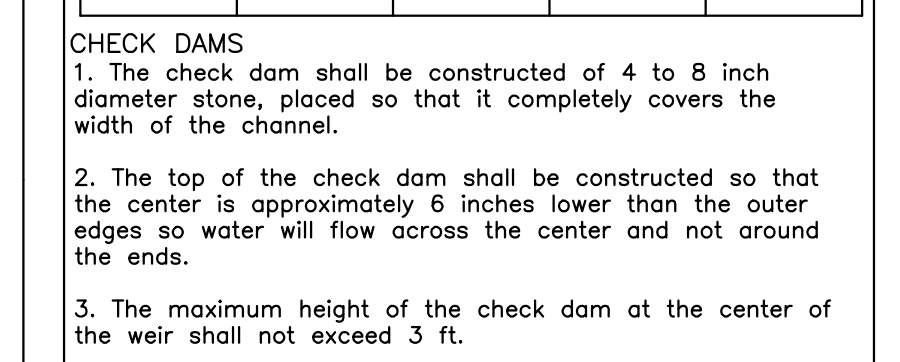 CHECK DAMS
1. The check dam shall be constructed of 4 to 8 inch
diameter stone, placed so that it completely covers the
width of the channel.
2. The top of the check dam shall be constructed so that
the center is approximately 6 inches lower than the outer
edges so water will flow across the center and not around
the ends.
3. The maximum height of the check dam at the center of
the weir shall not exceed 3 ft.